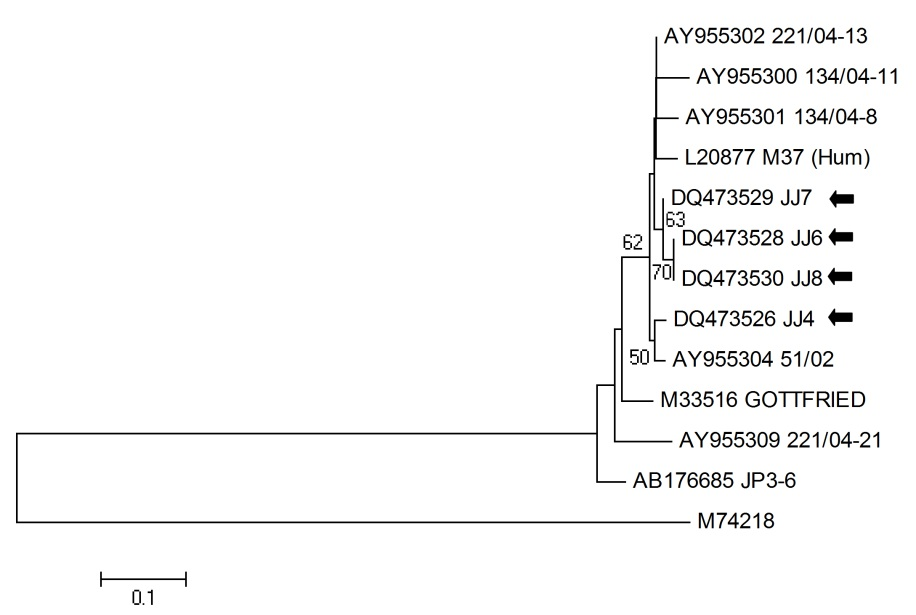 AY955302 221/04-13
AY955300 134/04-11
AY955301 134/04-8
L20877 M37 (Hum)
DQ473529 JJ7
63
DQ473528 JJ6
62
70
DQ473530 JJ8
DQ473526 JJ4
50
AY955304 51/02
M33516 GOTTFRIED
AY955309 221/04-21
AB176685 JP3-6
M74218
0.1